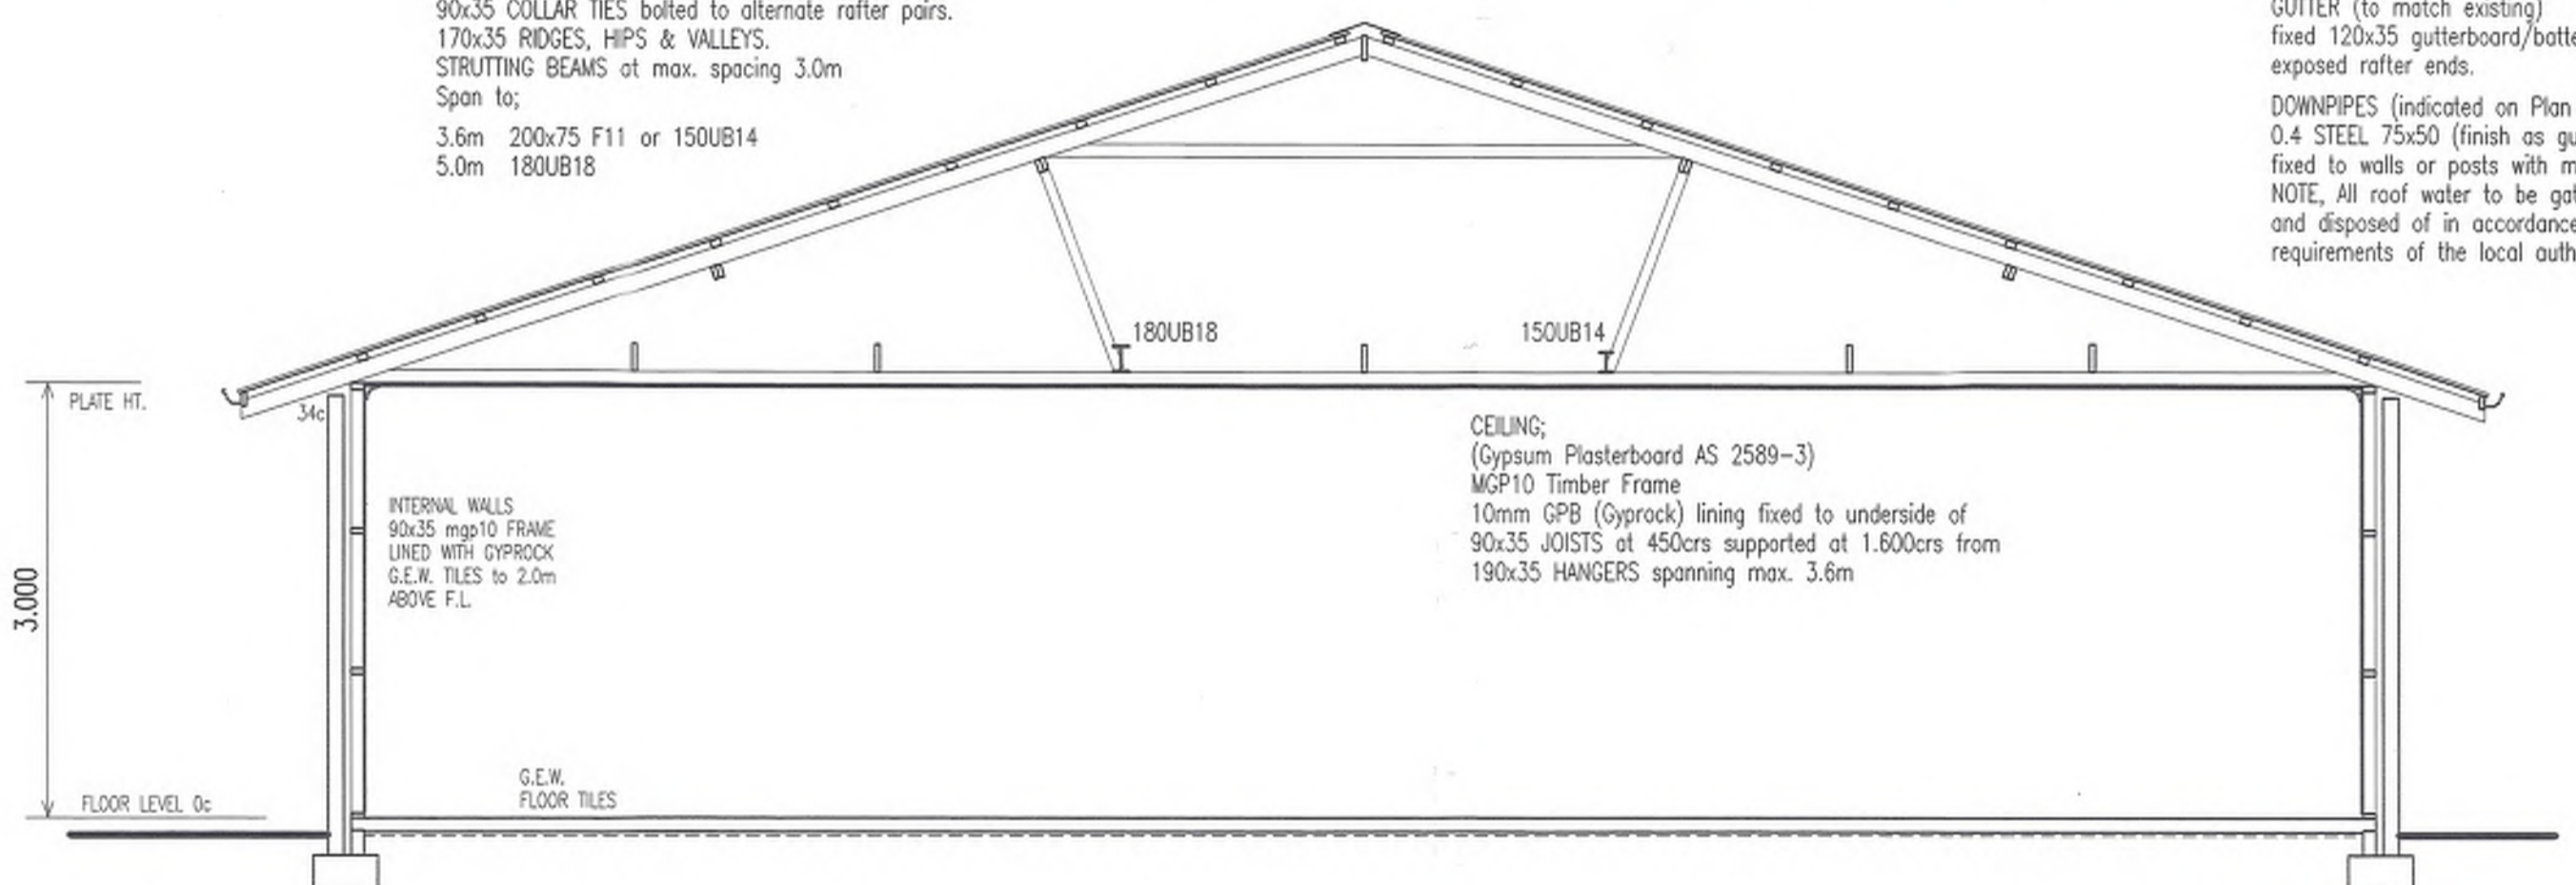 90x35 COLLAR TIES bolted to alternate rafter pairs.
170x35 RIDGES, HIPS & VALLEYS.
STRUTTING BEAMS at max. spacing 3.0m
Span to;
3.6m 200x75 F11 or 150UB14
5.0m 180UB18
GUTTER (to match existing)
fixed 120x35 gutterboard/batte
exposed rafter ends.
DOWNPIPES (indicated on Plan
0.4 STEEL 75x50 (finish as gu
fixed to walls or posts with m
NOTE, All roof water to be gat
and disposed of in accordance
requirements of the local auth
180UB18
150UB14
PLATE HT.
34c
CEILING;
(Gypsum Plasterboard AS 2589-3)
MGP10 Timber Frame
10mm GPB (Gyprock) lining fixed to underside of
90x35 JOISTS at 450crs supported at 1.600crs from
190x35 HANGERS spanning max. 3.6m
INTERNAL WALLS
90x35 mgp10 FRAME
LINED WITH GYPROCK
G.E.W. TILES to 2.0m
ABOVE F.L.
3.000
G.E.W.
FLOOR TILES
FLOOR LEVEL 0c